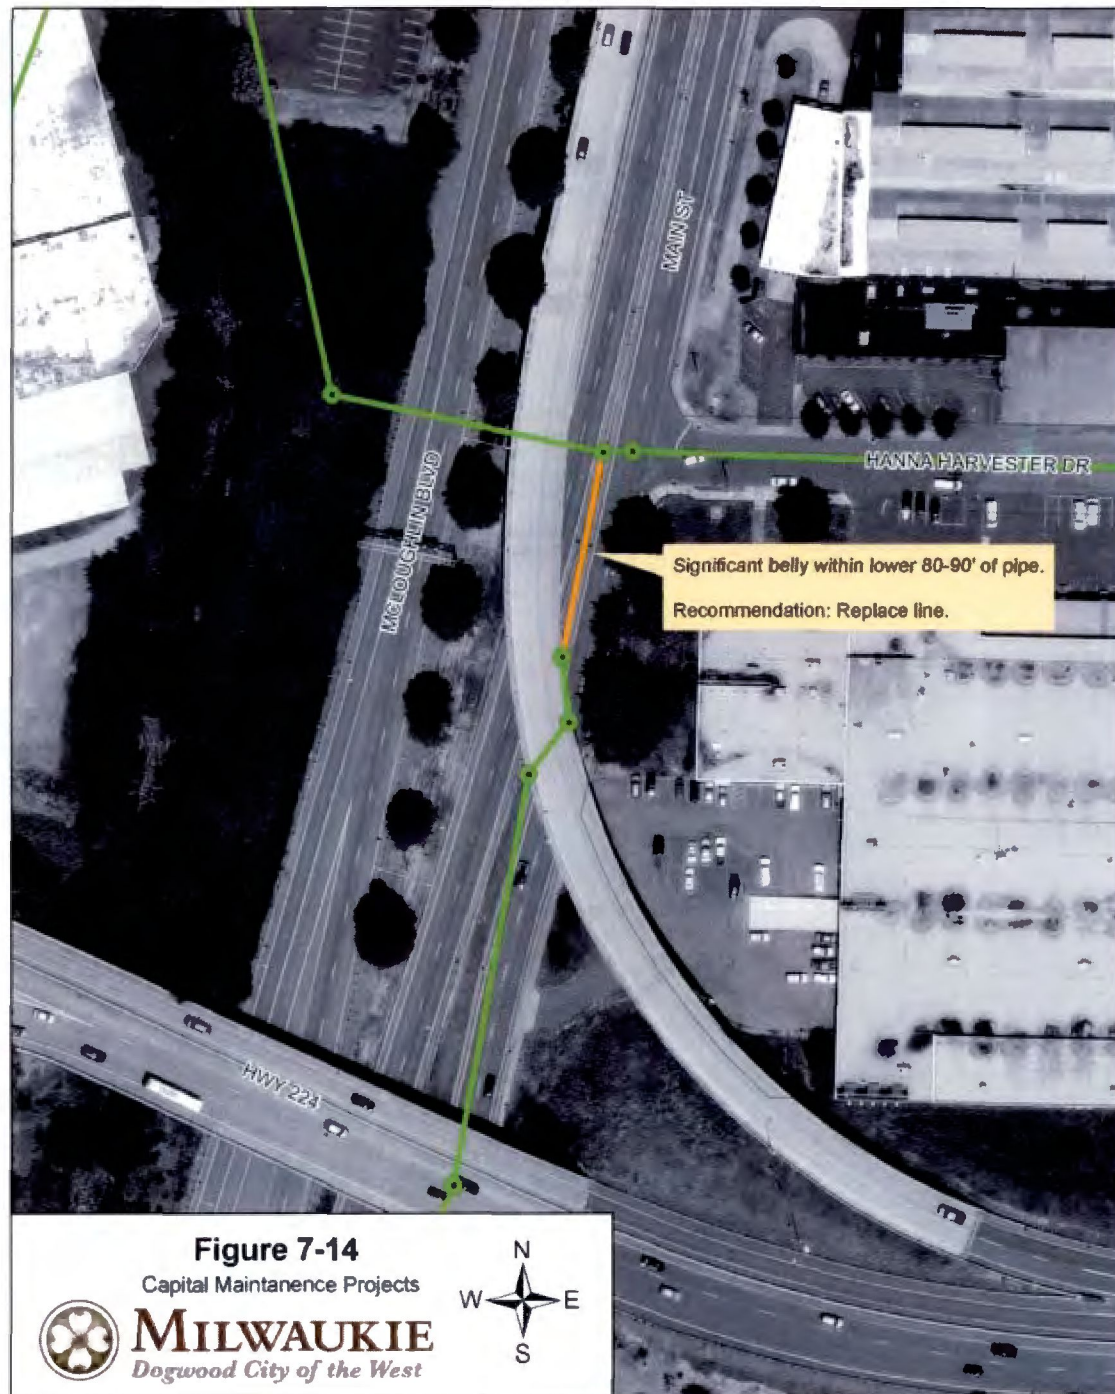 MAIN ST
MCLOUGHLIN BLVD
HANNA HARVESTER DR
Significant belly within lower 80-90' of pipe.
Recommendation: Replace line.
HWY 224
Figure 7-14
Capital Maintanence Projects
MILWAUKIE
Dogwood City of the West
N
W
E
S